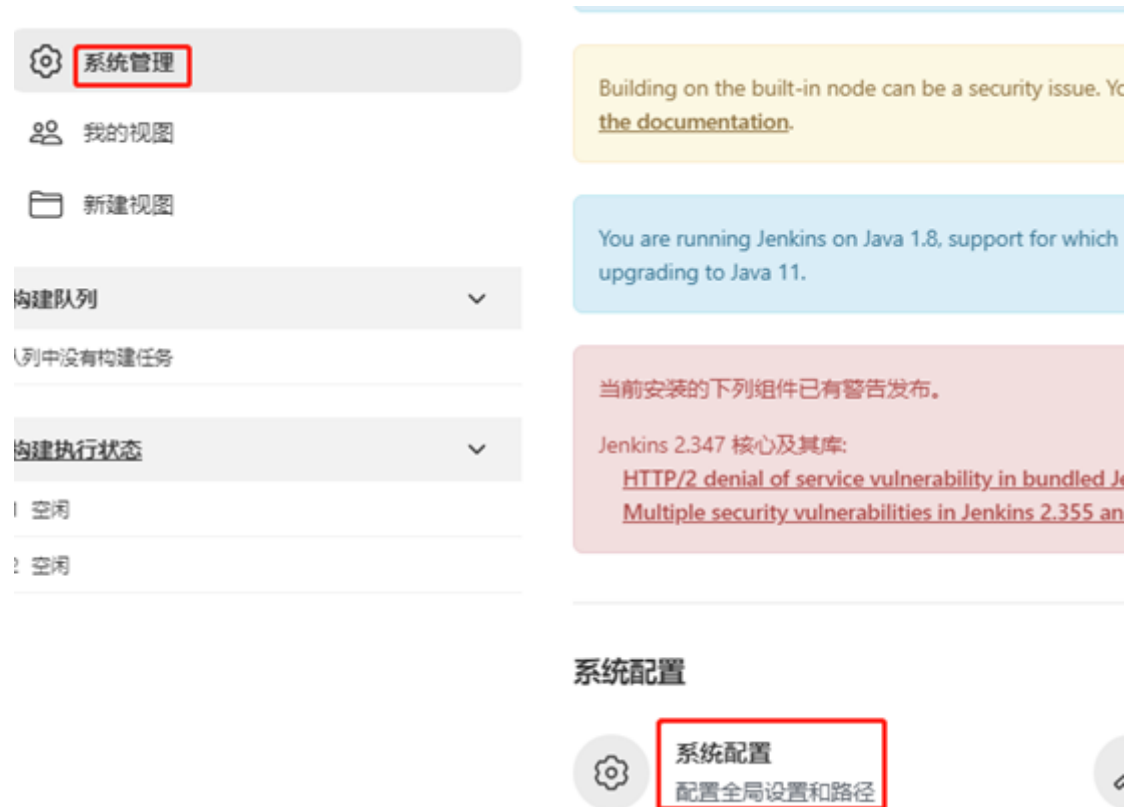 系统管理
我的视图
新建视图
构建队列
队列中没有构建任务
构建执行状态
1 空闲
2 空闲
Building on the built-in node can be a security issue. Yo
the documentation.
You are running Jenkins on Java 1.8, support for which
upgrading to Java 11.
当前安装的下列组件已有警告发布。
Jenkins 2.347 核心及其库:
HTTP/2 denial of service vulnerability in bundled Je
Multiple security vulnerabilities in Jenkins 2.355 an
系统配置
系统配置
配置全局设置和路径